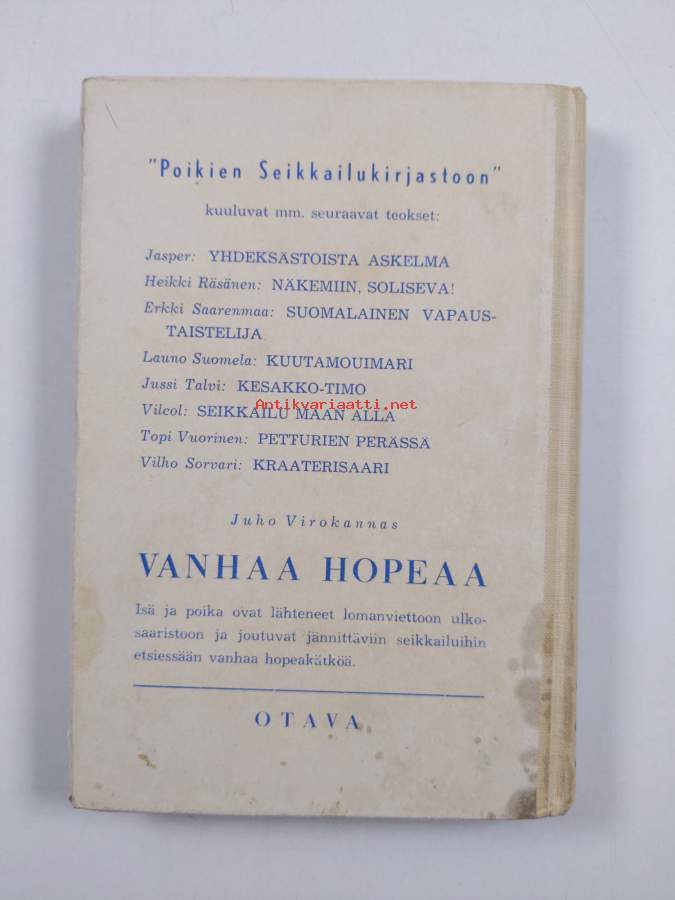 "Poikien Seikkailukirjastoon"
kuuluvat mm. seuraavat teokset:
Jasper: YHDEKSÄSTOISTA ASKELMA
Heikki Räsänen: NÄKEMIIN, SOLISEVA!
Erkki Saarenmaa: SUOMALAINEN VAPAUS-
TAISTELIJA
Launo Suomela: KUUTAMOUIMARI
Jussi Talvi: KESAKKO-TIMO
Antikvariaatti.net
Vilcol: SEIKKAILU MAAN ALLA
Topi Vuorinen: PETTURIEN PERÄSSÄ
Vilho Sorvari: KRAATERISAARI
Juho Virokannas
VANHAA HOPEAA
Isä ja poika ovat lähteneet lomanviettoon ulko-
saaristoon ja joutuvat jännittäviin seikkailuihin
etsiessään vanhaa hopeakätköä.
OTAVA